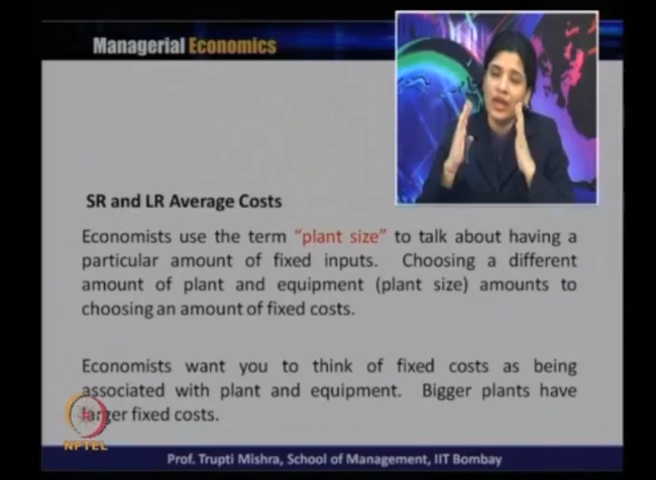 Managerial Economics
SR and LR Average Costs
Economists use the term “plant size” to talk about having a
particular amount of fixed inputs. Choosing a different
amount of plant and equipment (plant size) amounts to
choosing an amount of fixed costs.
Economists want you to think of fixed costs as being
associated with plant and equipment. Bigger plants have
larger fixed costs.
NPTEL
Prof. Trupti Mishra, School of Management, IIT Bombay